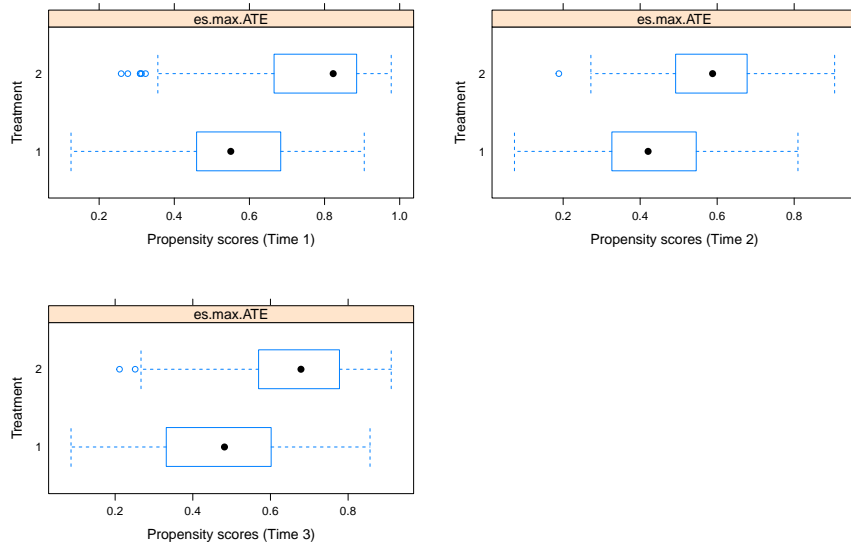 es.max.ATE
Treatment
2
1
0.2 0.4 0.6 0.8 1.0
Propensity scores (Time 1)
es.max.ATE
Treatment
2
1
0.2 0.4 0.6 0.8
Propensity scores (Time 2)
es.max.ATE
Treatment
2
1
0.2 0.4 0.6 0.8
Propensity scores (Time 3)